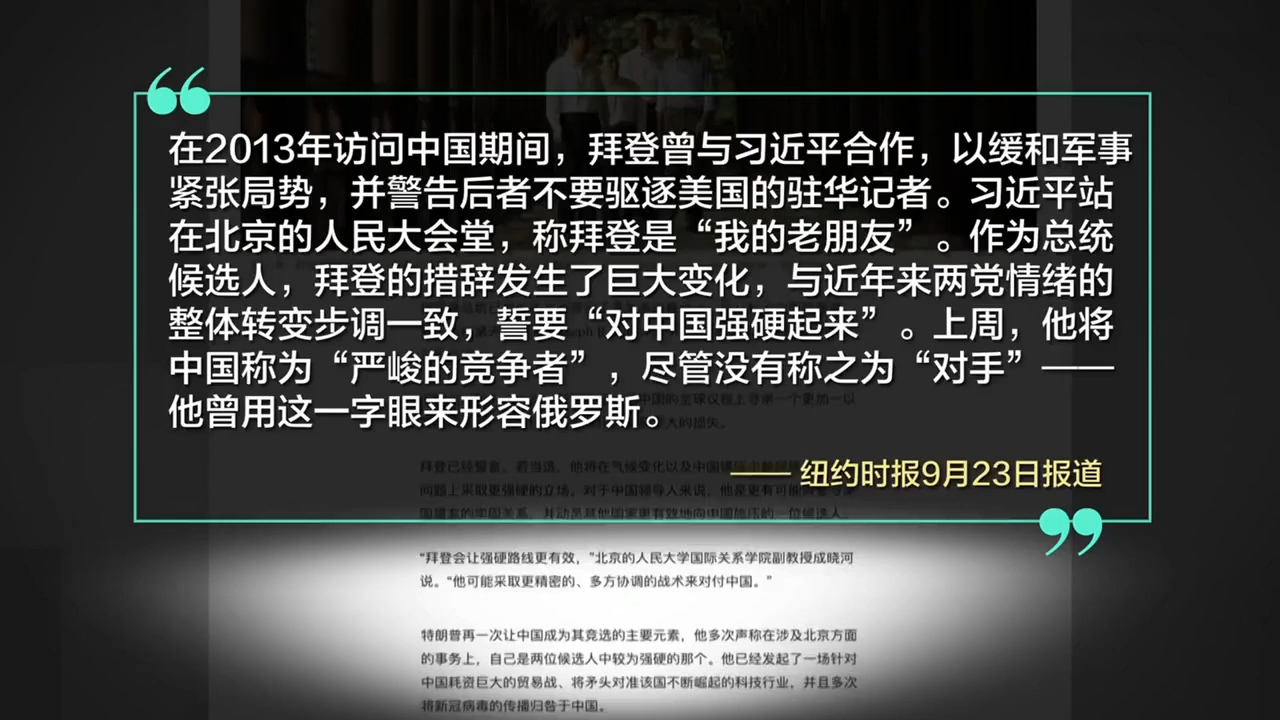 在2013年访问中国期间，拜登曾与习近平合作，以缓和军事
紧张局势，并警告后者不要驱逐美国的驻华记者。习近平站
在北京的人民大会堂，称拜登是“我的老朋友”。作为总统
候选人，拜登的措辞发生了巨大变化，与近年来两党情绪的
整体转变步调一致，誓要“对中国强硬起来”。上周，他将
中国称为“严峻的竞争者”，尽管没有称之为“对手”——
他曾用这一字眼来形容俄罗斯。
—— 纽约时报9月23日报道
“拜登会让强硬路线更有效，”北京的人民大学国际关系学院副教授成晓河
说。“他可能采取更精密的、多方协调的战术来对付中国。”
特朗普再一次让中国成为其竞选的主要元素，他多次声称在涉及北京方面
的事务上，自己是两位候选人中较为强硬的那个。他已经发起了一场针对
中国耗资巨大的贸易战、将矛头对准该国不断崛起的科技行业，并且多次
将新冠病毒的传播归咎于中国。